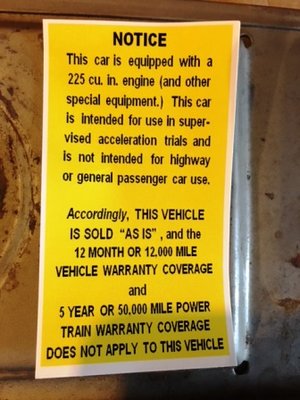 NOTICE
This car is equipped with a
225 cu. in. engine (and other
special equipment.) This car
is intended for use in super-
vised acceleration trials and
is not intended for highway
or general passenger car use.
Accordingly, THIS VEHICLE
IS SOLD "AS IS", and the
12 MONTH OR 12,000 MILE
VEHICLE WARRANTY COVERAGE
and
5 YEAR OR 50,000 MILE POWER
TRAIN WARRANTY COVERAGE
DOES NOT APPLY TO THIS VEHICLE